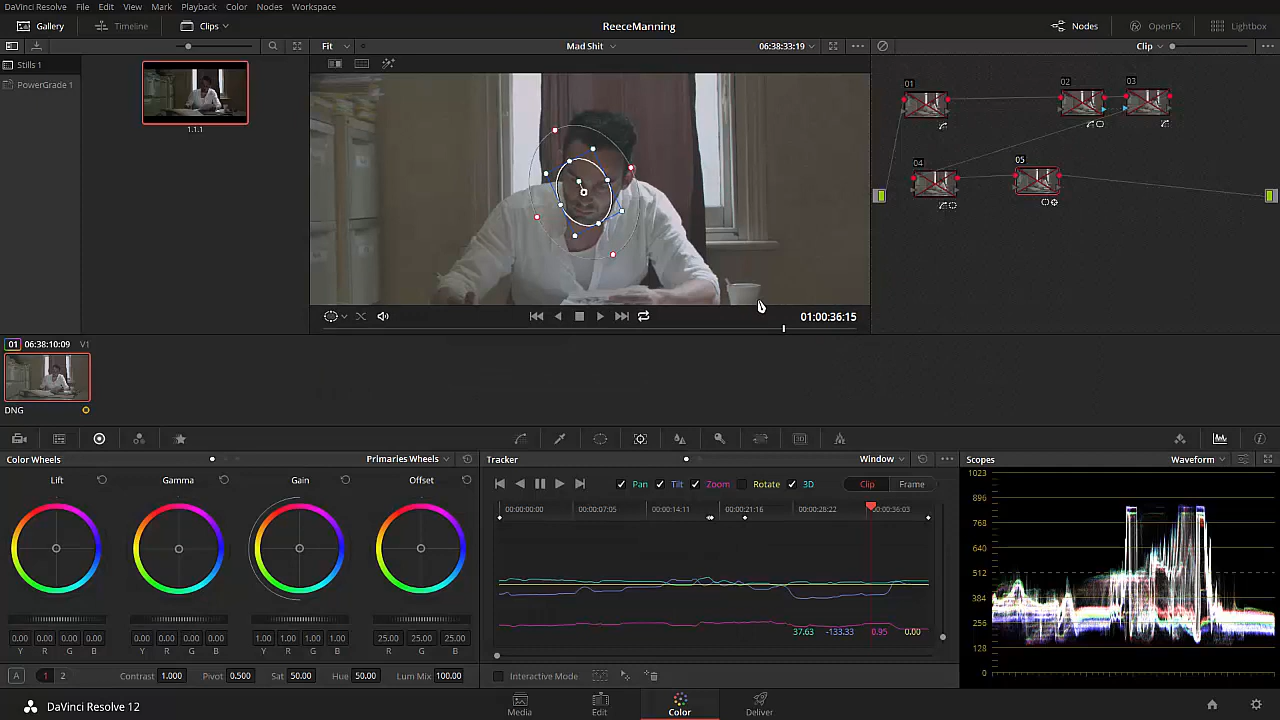 DaVinci Resolve File Edit View Mark Playback Color Nodes Workspace
Gallery Timeline Clips ReeceManning Nodes OpenFX Lightbox
Fit Mad Shit 06:38:33:19 Clip
Stills 1
PowerGrade 1
1.1.1
01 02 03
04 05
01:00:36:15
01 06:38:10:09 V1
DNG
Color Wheels Primaries Wheels Tracker Window Scopes Waveform
Lift Gamma Gain Offset
Pan Tilt Zoom Rotate 3D Clip Frame
00:00:00:00 00:00:07:05 00:00:14:11 00:00:21:16 00:00:28:22 00:00:36:03
1023
896
768
640
512
384
256
128
0
37.63 -133.33 0.95 0.00
0.00 0.00 0.00 0.00 0.00 0.00 0.00 0.00 1.00 1.00 1.00 1.00 25.00 25.00 25.00
Y R G B Y R G B Y R G B R G B
A 1 2 Contrast 1.000 Pivot 0.500 Sat 50.00 Hue 50.00 Lum Mix 100.00 Interactive Mode
DaVinci Resolve 12 Media Edit Color Deliver